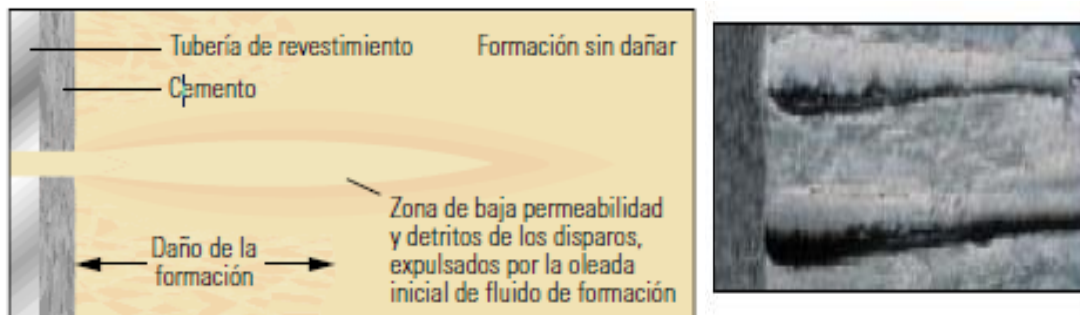 Tubería de revestimiento
Formación sin dañar
Cemento
Zona de baja permeabilidad
y detritos de los disparos,
expulsados por la oleada
inicial de fluido de formación
Daño de la
formación